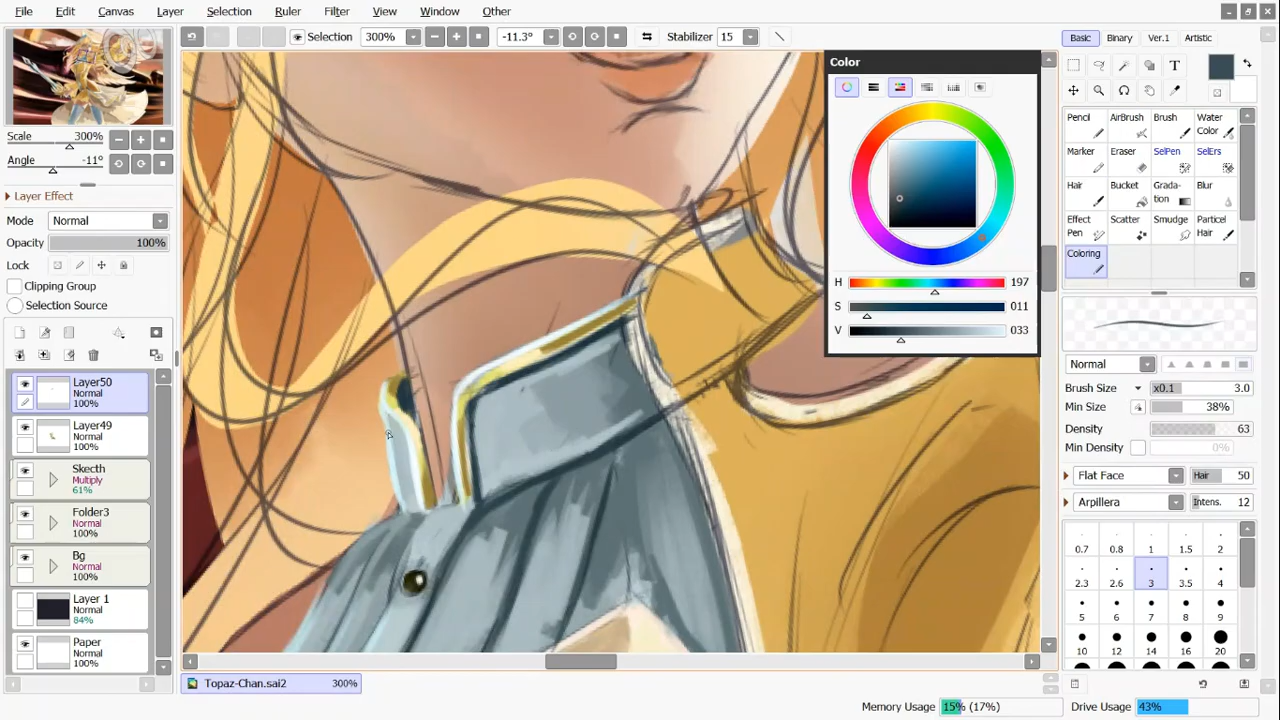 File Edit Canvas Layer Selection Ruler Filter View Window Other
Selection 300% -11.3° Stabilizer 15
Basic Binary Ver.1 Artistic
Color
Scale 300%
Angle -11°
Layer Effect
Mode Normal
Opacity 100%
Lock
Clipping Group
Selection Source
Layer50
Normal
100%
Layer49
Normal
100%
Skecth
Multiply
61%
Folder3
Normal
100%
Bg
Normal
100%
Layer 1
Normal
84%
Paper
Normal
100%
H 197
S 011
V 033
Pencil AirBrush Brush Water
Color
Marker Eraser SelPen SelErs
Hair Bucket Grada-
tion Blur
Effect
Pen Scatter Smudge Particel
Hair
Coloring
Normal
Brush Size x0.1 3.0
Min Size 38%
Density 63
Min Density 0%
Flat Face Hair 50
Arpillera Intens. 12
0.7 0.8 1 1.5 2
2.3 2.6 3 3.5 4
5 6 7 8 9
10 12 14 16 20
Topaz-Chan.sai2 300%
Memory Usage 15% (17%) Drive Usage 43%